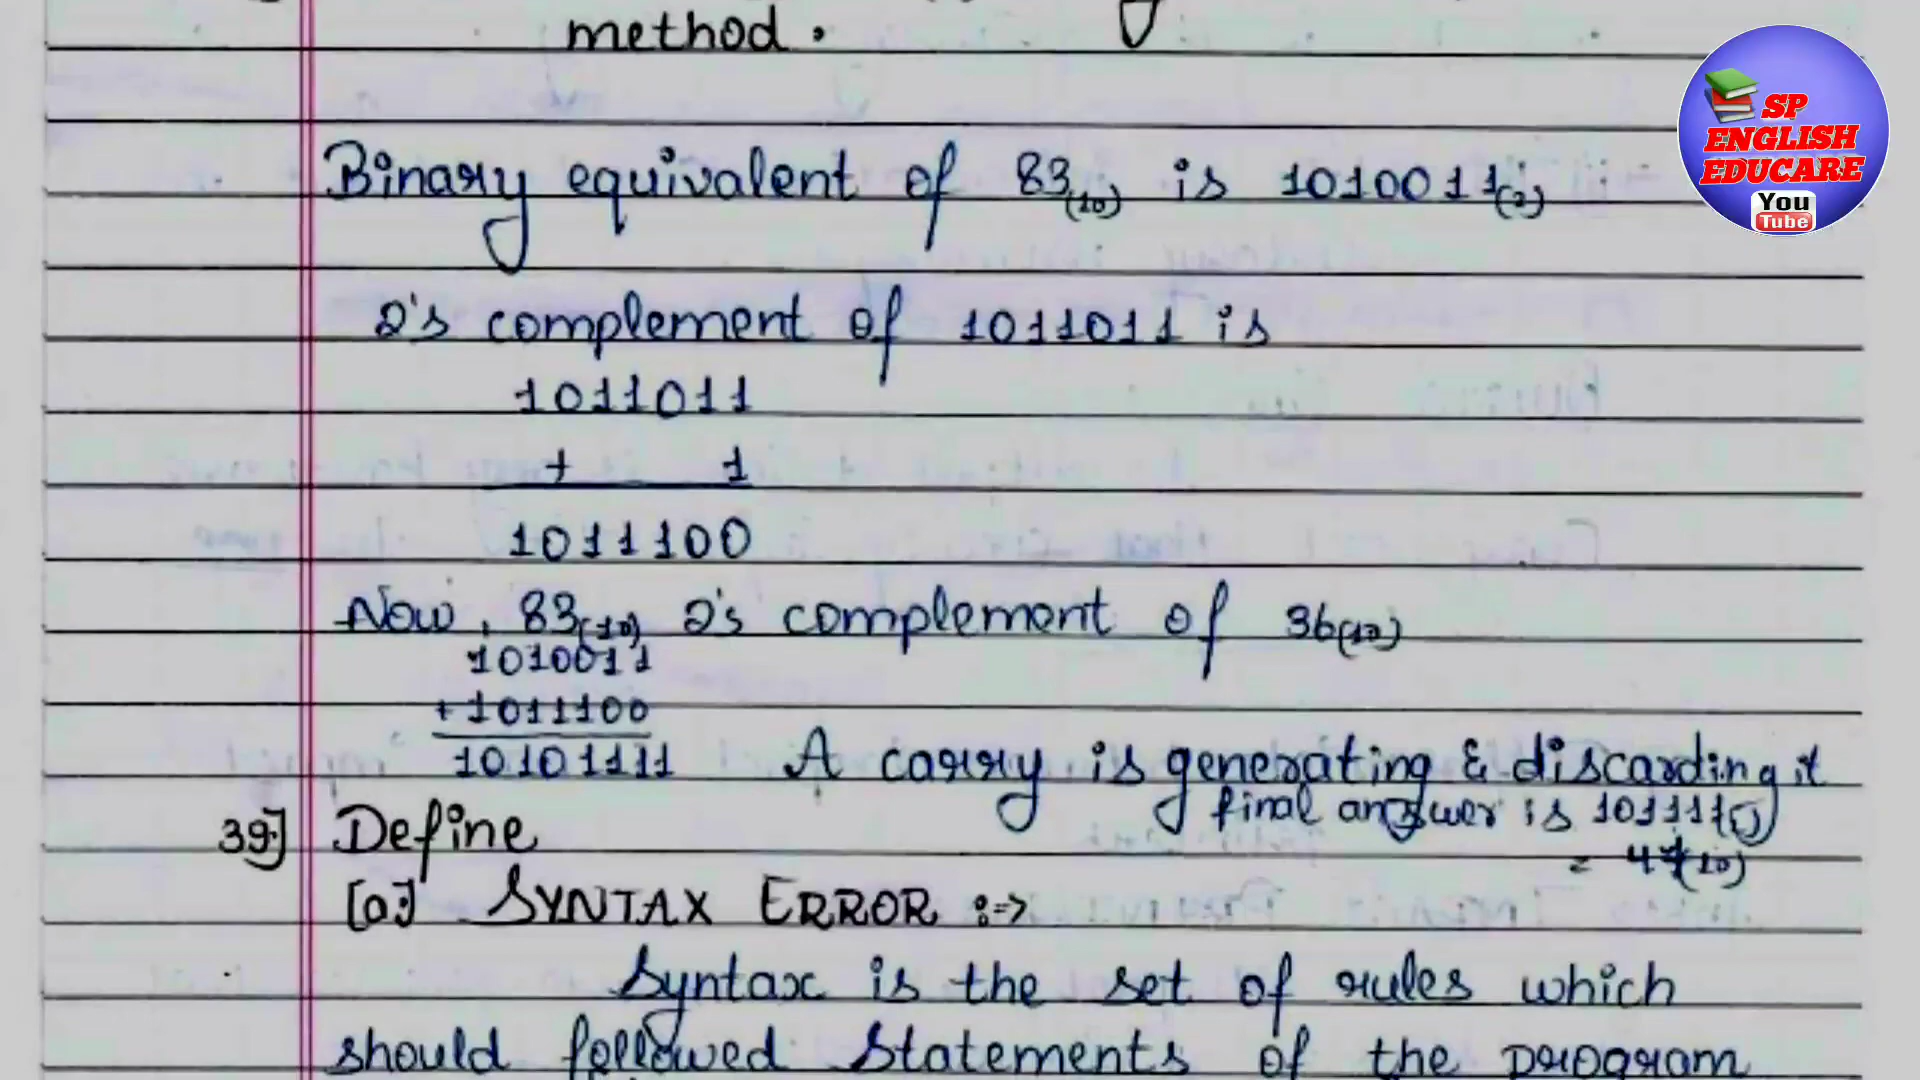 method.
Binary equivalent of 83(10) is 1010011(2)
2's complement of 1011011 is
1011011
+ 1
1011100
Now, 83(10) 2's complement of 36(10)
1010011
+1011100
10101111 A carry is generating & discarding it
final answer is 101111(2)
= 47(10)
39.] Define
[a.] SYNTAX ERROR :=>
Syntax is the set of rules which
should followed statements of the program
SP
ENGLISH
EDUCARE
You
Tube